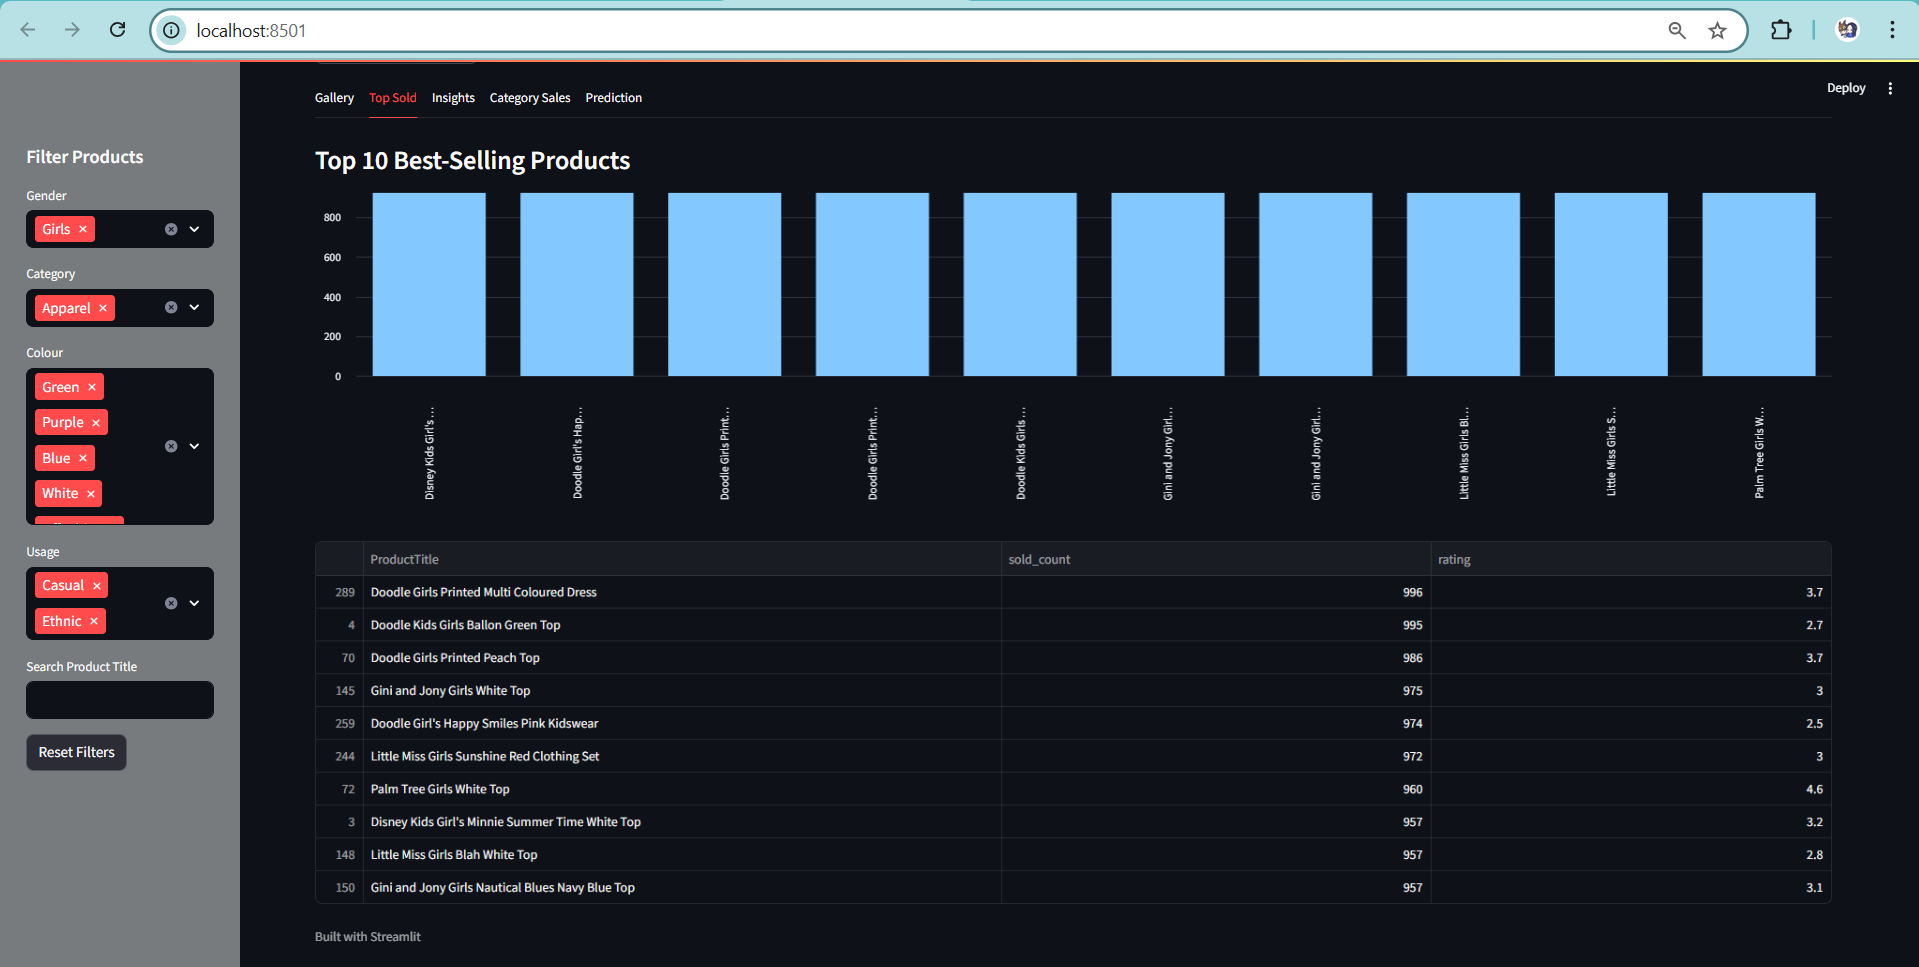 localhost:8501
Deploy
Filter Products
Gender
Girls
Category
Apparel
Colour
Green
Purple
Blue
White
Usage
Casual
Ethnic
Search Product Title
Reset Filters
Gallery Top Sold Insights Category Sales Prediction
Top 10 Best-Selling Products
800
600
400
200
0
Disney Kids Girl's ...
Doodle Girl's Hap...
Doodle Girls Print...
Doodle Girls Print...
Doodle Kids Girls ...
Gini and Jony Girl...
Gini and Jony Girl...
Little Miss Girls Bl...
Little Miss Girls S...
Palm Tree Girls W...
ProductTitle sold_count rating
289 Doodle Girls Printed Multi Coloured Dress 996 3.7
4 Doodle Kids Girls Ballon Green Top 995 2.7
70 Doodle Girls Printed Peach Top 986 3.7
145 Gini and Jony Girls White Top 975 3
259 Doodle Girl's Happy Smiles Pink Kidswear 974 2.5
244 Little Miss Girls Sunshine Red Clothing Set 972 3
72 Palm Tree Girls White Top 960 4.6
3 Disney Kids Girl's Minnie Summer Time White Top 957 3.2
148 Little Miss Girls Blah White Top 957 2.8
150 Gini and Jony Girls Nautical Blues Navy Blue Top 957 3.1
Built with Streamlit